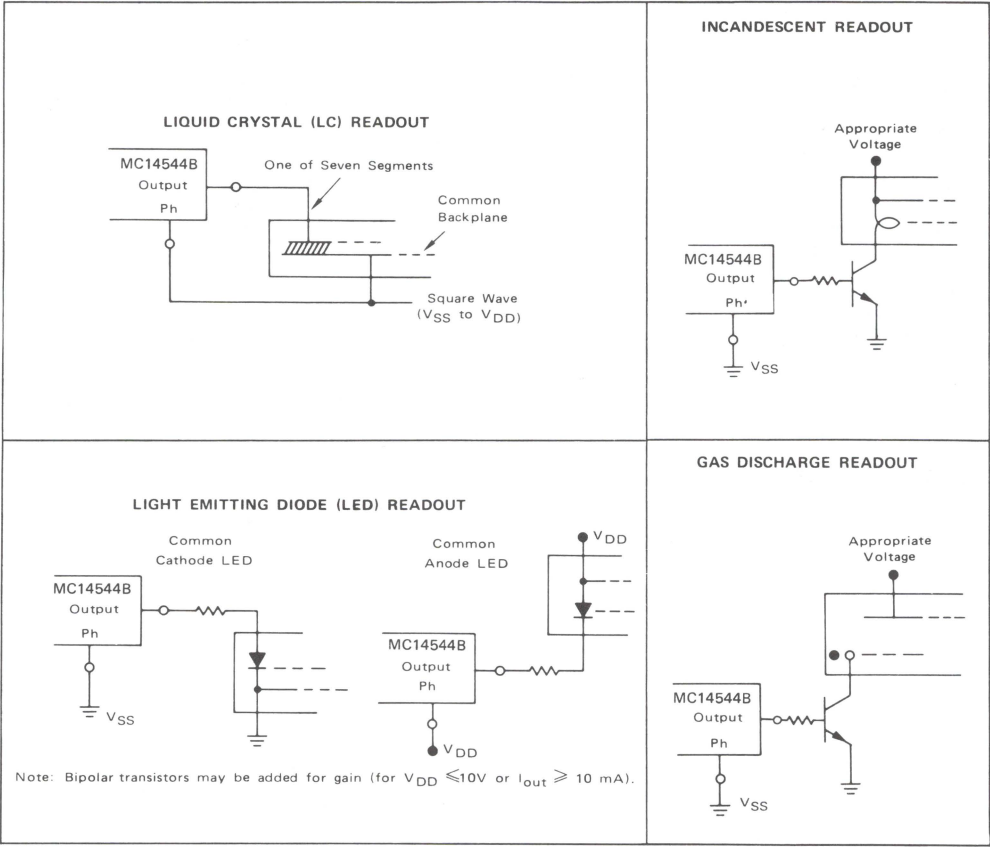 LIQUID CRYSTAL (LC) READOUT
MC14544B
Output
Ph
One of Seven Segments
Common
Backplane
Square Wave
(VSS to VDD)
INCANDESCENT READOUT
Appropriate
Voltage
MC14544B
Output
Ph
VSS
LIGHT EMITTING DIODE (LED) READOUT
Common
Cathode LED
MC14544B
Output
Ph
VSS
Common
Anode LED
VDD
MC14544B
Output
Ph
VDD
Note: Bipolar transistors may be added for gain (for VDD ⩽10V or Iout ⩾ 10 mA).
GAS DISCHARGE READOUT
Appropriate
Voltage
MC14544B
Output
Ph
VSS